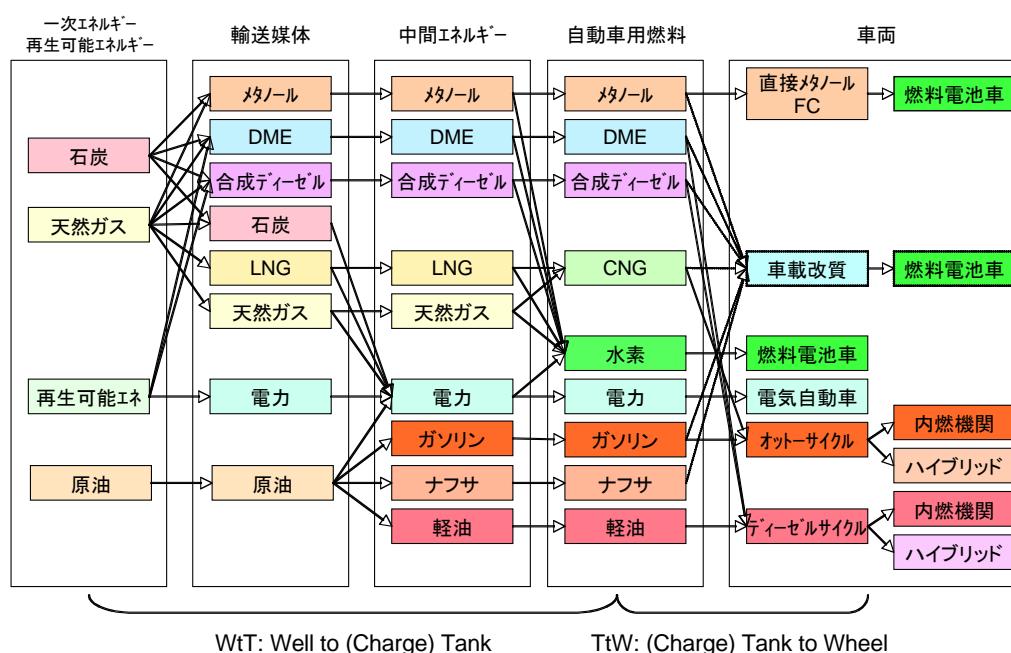 一次ｴﾈﾙｷﾞｰ
再生可能ｴﾈﾙｷﾞｰ
輸送媒体
中間エネルギー
自動車用燃料
車両
石炭
天然ガス
再生可能エネ
原油
ﾒﾀﾉｰﾙ
DME
合成ﾃﾞｨｰｾﾞﾙ
石炭
LNG
天然ガス
電力
原油
ﾒﾀﾉｰﾙ
DME
合成ﾃﾞｨｰｾﾞﾙ
LNG
天然ガス
電力
ガソリン
ナフサ
軽油
ﾒﾀﾉｰﾙ
DME
合成ﾃﾞｨｰｾﾞﾙ
CNG
水素
電力
ガソリン
ナフサ
軽油
直接ﾒﾀﾉｰﾙ
FC
車載改質
燃料電池車
電気自動車
ｵｯﾄｰｻｲｸﾙ
ﾃﾞｨｰｾﾞﾙｻｲｸﾙ
燃料電池車
燃料電池車
内燃機関
ハイブリッド
内燃機関
ハイブリッド
WtT: Well to (Charge) Tank
TtW: (Charge) Tank to Wheel